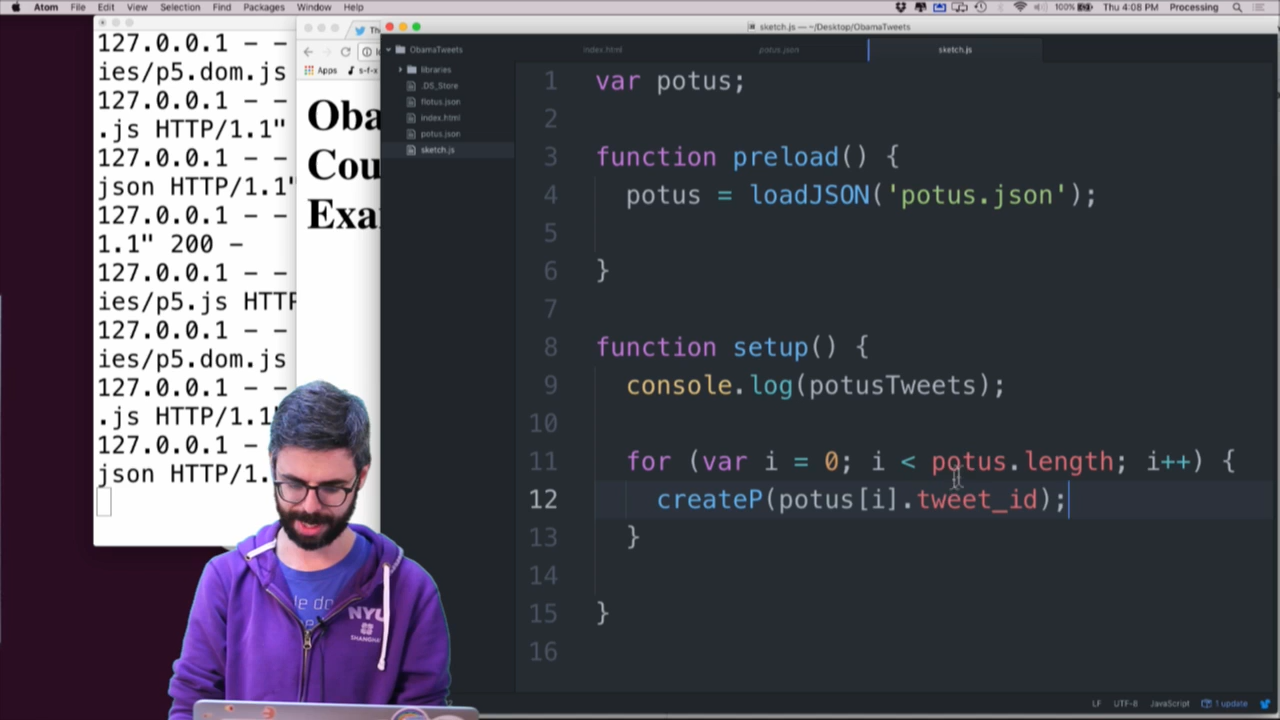 Atom File Edit View Selection Find Packages Window Help 100% Thu 4:08 PM Processing
127.0.0.1 - -
ies/p5.dom.js
127.0.0.1 - -
.js HTTP/1.1"
127.0.0.1 - -
json HTTP/1.1"
127.0.0.1 - -
1.1" 200 -
127.0.0.1 - -
ies/p5.js HTTP
127.0.0.1 - -
ies/p5.dom.js
127.0.0.1 - -
.js HTTP/1.1
127.0.0.1 - -
json HTTP/1.
Apps s-f-x
Oba
Cou
Exa
sketch.js — ~/Desktop/ObamaTweets
ObamaTweets
libraries
.DS_Store
flotus.json
index.html
potus.json
sketch.js
index.html potus.json sketch.js
1 var potus;
2
3 function preload() {
4 potus = loadJSON('potus.json');
5
6 }
7
8 function setup() {
9 console.log(potusTweets);
10
11 for (var i = 0; i < potus.length; i++) {
12 createP(potus[i].tweet_id);
13 }
14
15 }
16
LF UTF-8 JavaScript 1 update
NYU
SHANGHAI